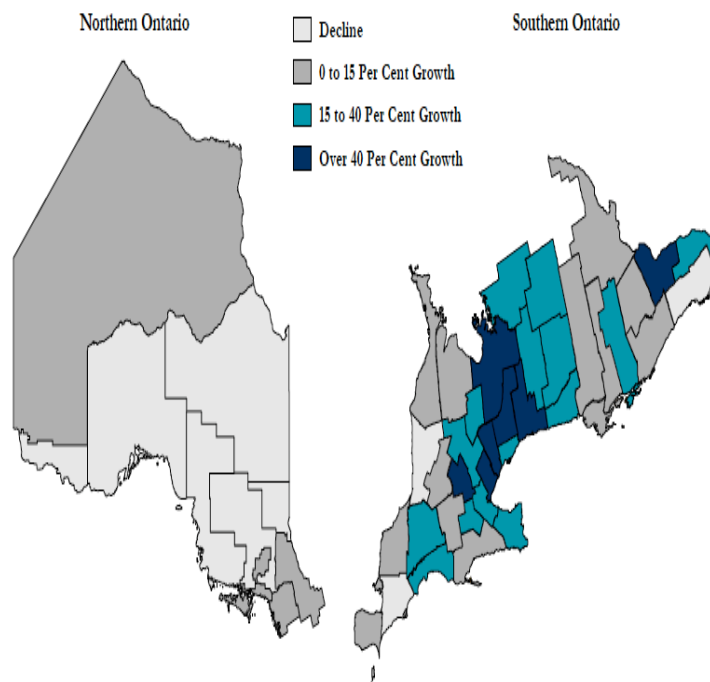 Northern Ontario
Decline
0 to 15 Per Cent Growth
15 to 40 Per Cent Growth
Over 40 Per Cent Growth
Southern Ontario